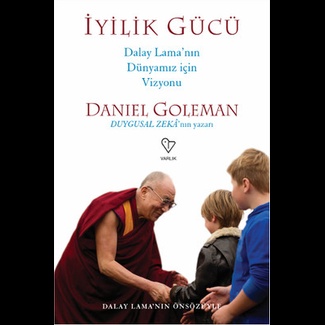 İYİLİK GÜCÜ
Dalay Lama'nın
Dünyamız için
Vizyonu
DANIEL GOLEMAN
DUYGUSAL ZEKÂ'nın yazarı
VARLIK
DALAY LAMA'NIN ÖNSÖZÜYLE